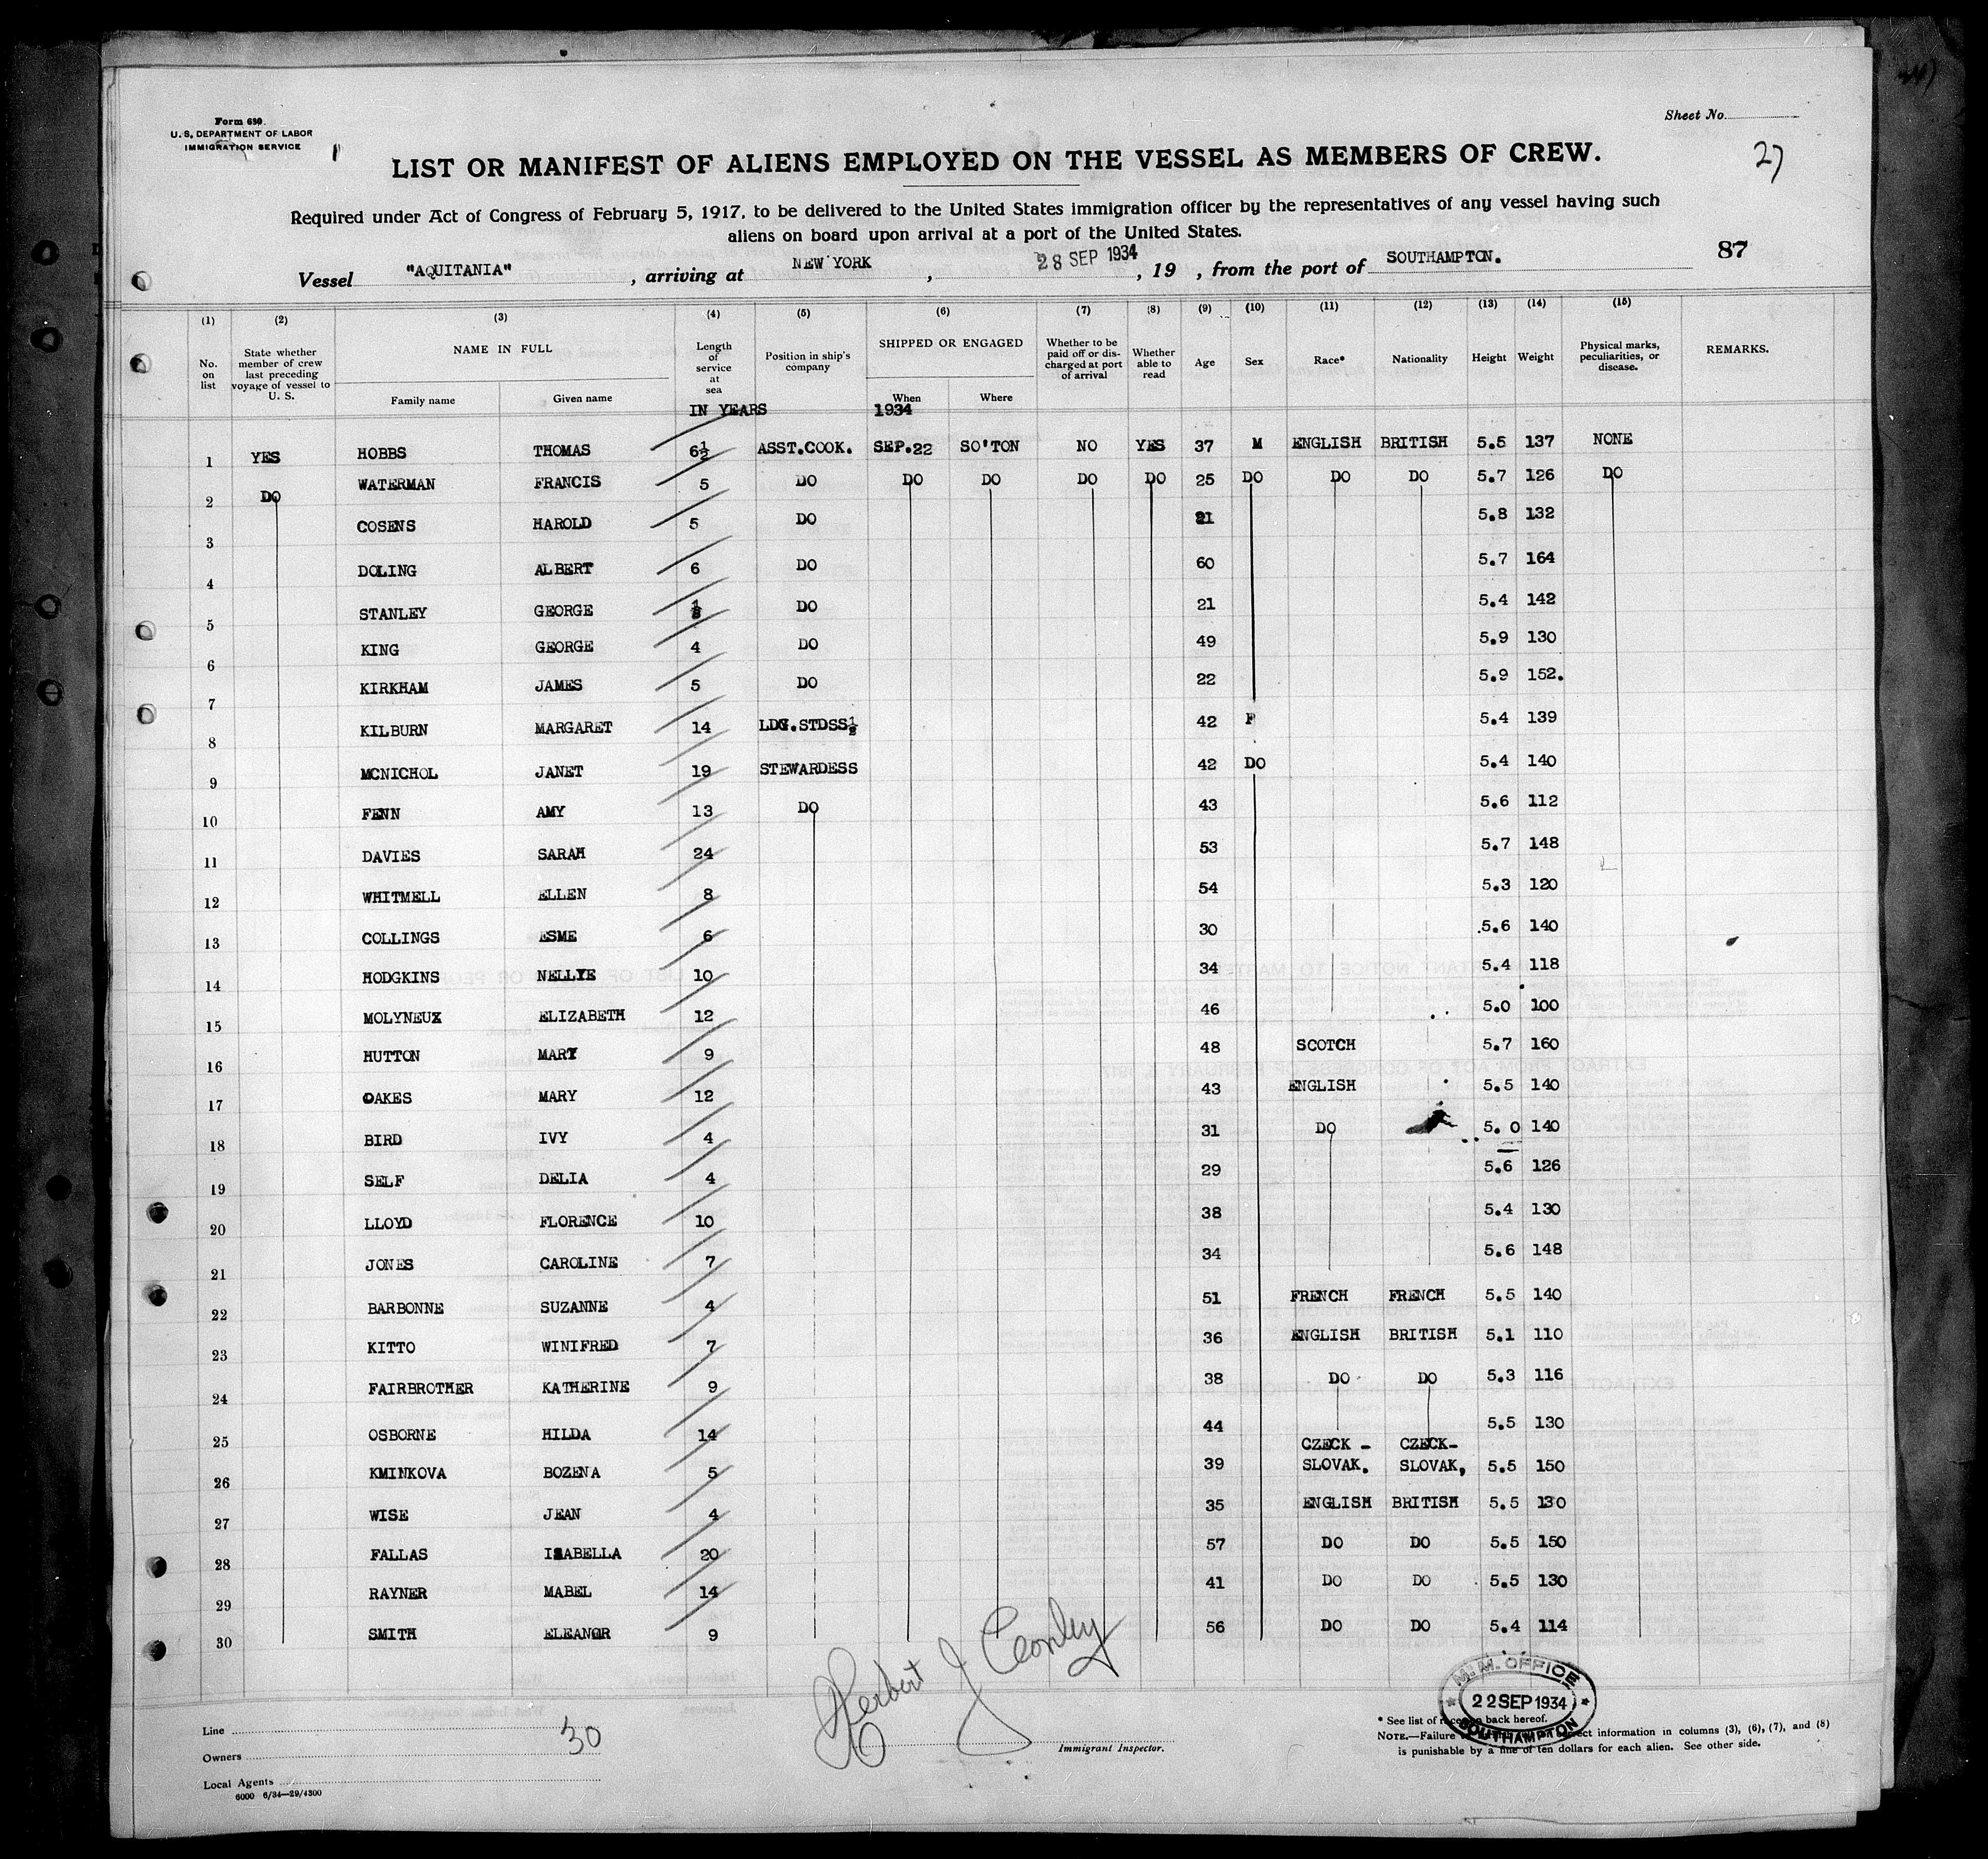 Form 680.
U. S. DEPARTMENT OF LABOR
IMMIGRATION SERVICE
Sheet No.
27
LIST OR MANIFEST OF ALIENS EMPLOYED ON THE VESSEL AS MEMBERS OF CREW.
Required under Act of Congress of February 5, 1917, to be delivered to the United States immigration officer by the representatives of any vessel having such
aliens on board upon arrival at a port of the United States.
87
Vessel "AQUITANIA", arriving at NEW YORK, 28 SEP 1934, 19 , from the port of SOUTHAMPTON.
(1) (2) (3) (4) (5) (6) (7) (8) (9) (10) (11) (12) (13) (14) (15)
No. on list State whether member of crew last preceding voyage of vessel to U. S. NAME IN FULL Family name Given name Length of service at sea Position in ship's company SHIPPED OR ENGAGED When Where Whether to be paid off or discharged at port of arrival Whether able to read Age Sex Race* Nationality Height Weight Physical marks, peculiarities, or disease. REMARKS.
IN YEARS 1934
1 YES HOBBS THOMAS 6½ ASST.COOK. SEP.22 SO'TON NO YES 37 M ENGLISH BRITISH 5.5 137 NONE
2 DO WATERMAN FRANCIS 5 DO DO DO DO DO 25 DO DO DO 5.7 126 DO
3 COSENS HAROLD 5 DO 21 5.8 132
4 DOLING ALBERT 6 DO 60 5.7 164
5 STANLEY GEORGE DO 21 5.4 142
6 KING GEORGE 4 DO 49 5.9 130
7 KIRKHAM JAMES 5 DO 22 5.9 152.
8 KILBURN MARGARET 14 LDG.STDSS½ 42 F 5.4 139
9 MCNICHOL JANET 19 STEWARDESS 42 DO 5.4 140
10 FENN AMY 13 DO 43 5.6 112
11 DAVIES SARAH 24 53 5.7 148
12 WHITMELL ELLEN 8 54 5.3 120
13 COLLINGS ESME 6 30 5.6 140
14 HODGKINS NELLYE 10 34 5.4 118
15 MOLYNEUX ELIZABETH 12 46 5.0 100
16 HUTTON MARY 9 48 SCOTCH 5.7 160
17 OAKES MARY 12 43 ENGLISH 5.5 140
18 BIRD IVY 4 31 DO 5.0 140
19 SELF DELIA 4 29 5.6 126
20 LLOYD FLORENCE 10 38 5.4 130
21 JONES CAROLINE 7 34 5.6 148
22 BARBONNE SUZANNE 4 51 FRENCH FRENCH 5.5 140
23 KITTO WINIFRED 7 36 ENGLISH BRITISH 5.1 110
24 FAIRBROTHER KATHERINE 9 38 DO DO 5.3 116
25 OSBORNE HILDA 14 44 5.5 130
26 KMINKOVA BOZENA 5 39 CZECK-SLOVAK. CZECK-SLOVAK, 5.5 150
27 WISE JEAN 4 35 ENGLISH BRITISH 5.5 130
28 FALLAS ISABELLA 20 57 DO DO 5.5 150
29 RAYNER MABEL 14 41 DO DO 5.5 130
30 SMITH ELEANOR 9 56 DO DO 5.4 114
Line
Owners
Local Agents
6000 6/34—29/4300
30
Herbert J Conley
Immigrant Inspector.
M.M. OFFICE
22 SEP 1934
SOUTHAMPTON
* See list of races on back hereof.
NOTE.—Failure information in columns (3), (6), (7), and (8)
is punishable by a fine of ten dollars for each alien. See other side.